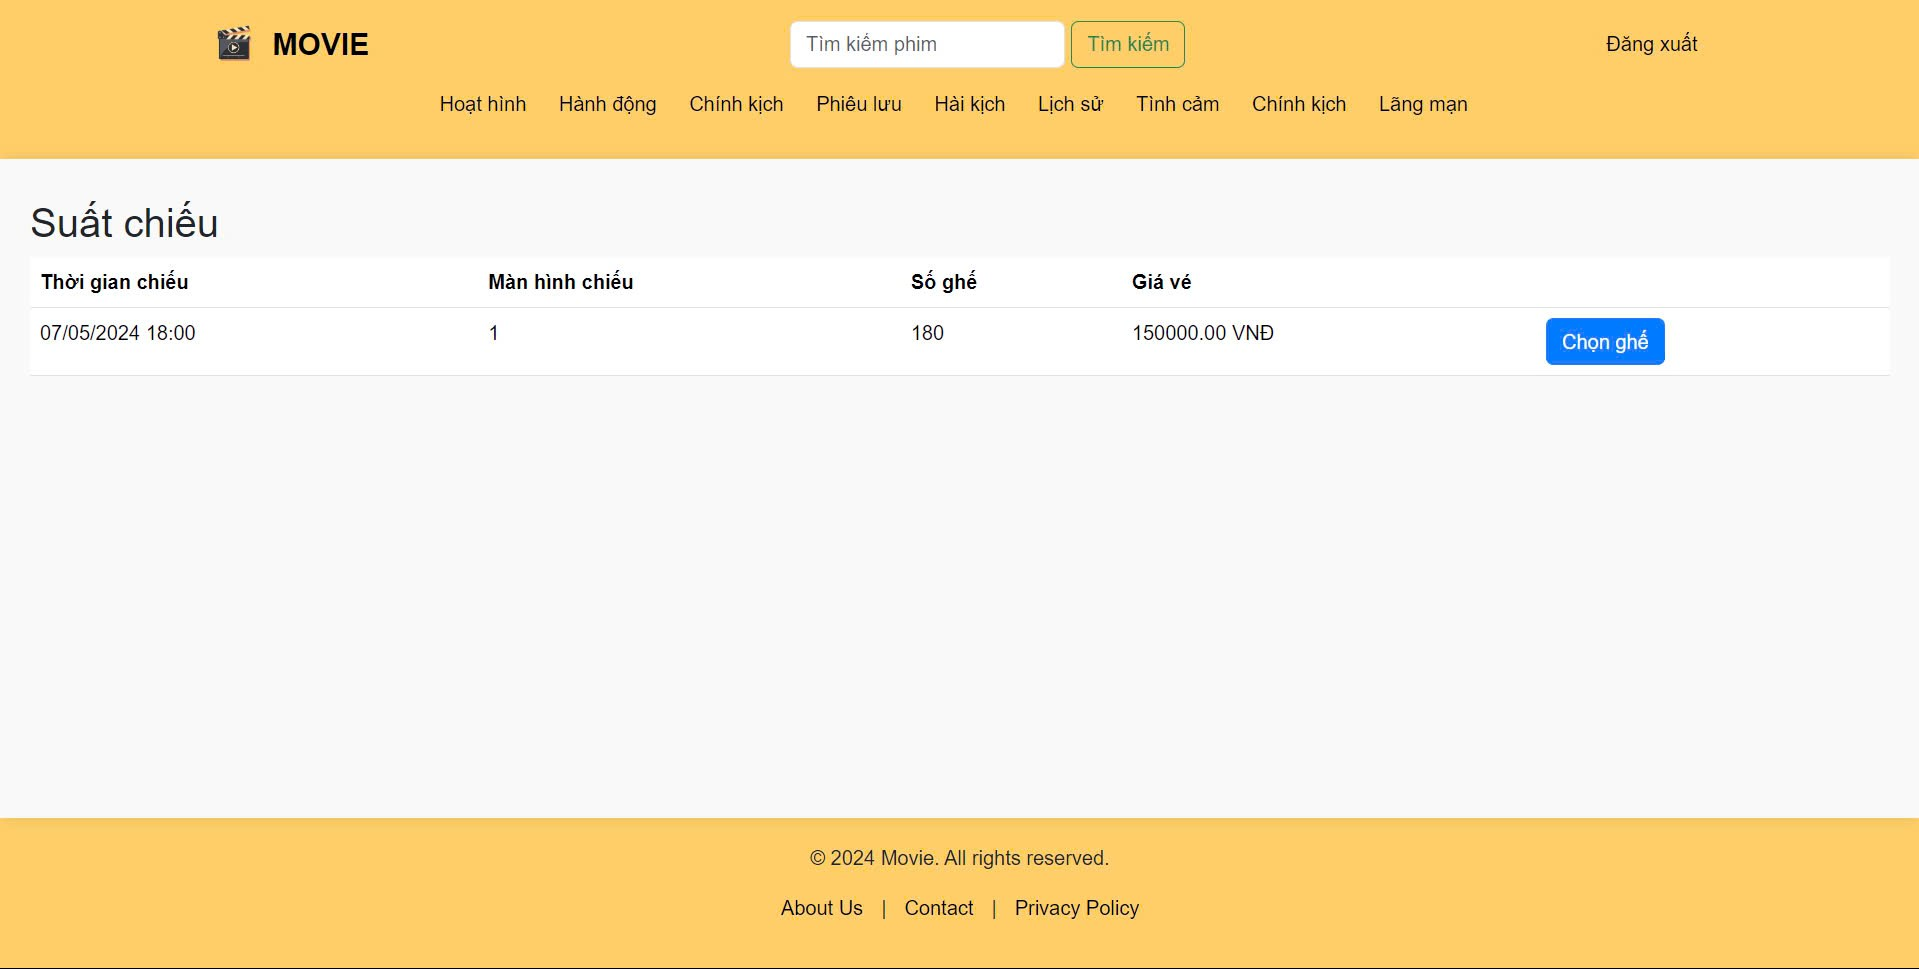 MOVIE
Tìm kiếm phim Tìm kiếm
Đăng xuất
Hoạt hình Hành động Chính kịch Phiêu lưu Hài kịch Lịch sử Tình cảm Chính kịch Lãng mạn
Suất chiếu
Thời gian chiếu Màn hình chiếu Số ghế Giá vé
07/05/2024 18:00 1 180 150000.00 VNĐ Chọn ghế
© 2024 Movie. All rights reserved.
About Us | Contact | Privacy Policy